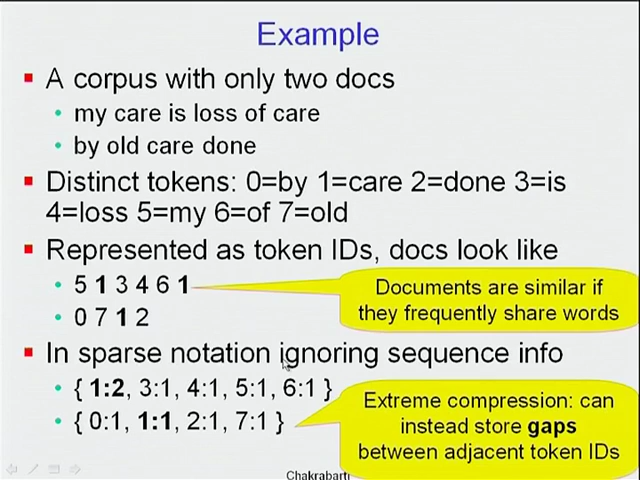 Example
A corpus with only two docs
my care is loss of care
by old care done
Distinct tokens: 0=by 1=care 2=done 3=is
4=loss 5=my 6=of 7=old
Represented as token IDs, docs look like
5 1 3 4 6 1
0 7 1 2
Documents are similar if
they frequently share words
In sparse notation ignoring sequence info
{ 1:2, 3:1, 4:1, 5:1, 6:1 }
{ 0:1, 1:1, 2:1, 7:1 }
Extreme compression: can
instead store gaps
between adjacent token IDs
Chakrabarti